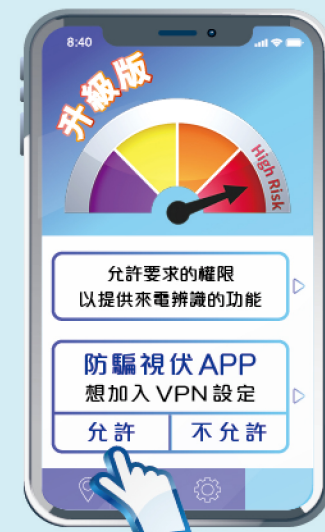 8:40
升級版
High Risk
允許要求的權限
以提供來電辨識的功能
防騙視伏APP
想加入VPN設定
允許
不允許